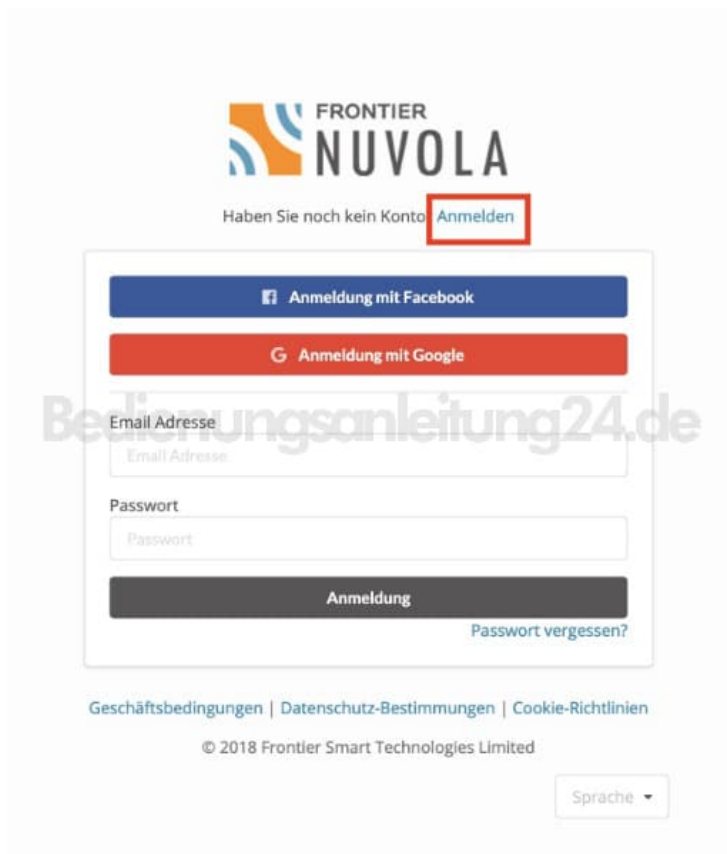 FRONTIER
NUVOLA
Haben Sie noch kein Konto Anmelden
Anmeldung mit Facebook
G Anmeldung mit Google
Bedienungsanleitung24.de
Email Adresse
Email Adresse
Passwort
Passwort
Anmeldung
Passwort vergessen?
Geschäftsbedingungen | Datenschutz-Bestimmungen | Cookie-Richtlinien
© 2018 Frontier Smart Technologies Limited
Sprache